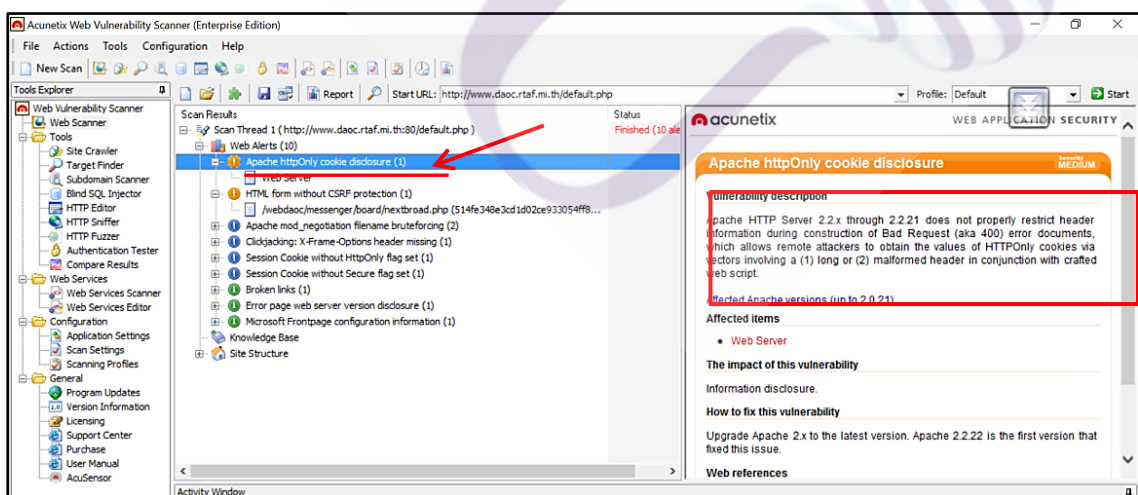 Acunetix Web Vulnerability Scanner (Enterprise Edition)
File Actions Tools Configuration Help
New Scan
Tools Explorer
Report
Start URL: http://www.daoc.rtaf.mi.th/default.php
Profile: Default
Start
Web Vulnerability Scanner
Web Scanner
Tools
Site Crawler
Target Finder
Subdomain Scanner
Blind SQL Injector
HTTP Editor
HTTP Sniffer
HTTP Fuzzer
Authentication Tester
Compare Results
Web Services
Web Services Scanner
Web Services Editor
Configuration
Application Settings
Scan Settings
Scanning Profiles
General
Program Updates
Version Information
Licensing
Support Center
Purchase
User Manual
AcuSensor
Scan Results
Status
Scan Thread 1 ( http://www.daoc.rtaf.mi.th:80/default.php )
Finished (10 ale
Web Alerts (10)
Apache httpOnly cookie disclosure (1)
Web Server
HTML form without CSRF protection (1)
/webdaoc/messenger/board/nextbroad.php (514fe348e3cd1d02ce933054ff8...
Apache mod_negotiation filename bruteforcing (2)
Clickjacking: X-Frame-Options header missing (1)
Session Cookie without HttpOnly flag set (1)
Session Cookie without Secure flag set (1)
Broken links (1)
Error page web server version disclosure (1)
Microsoft Frontpage configuration information (1)
Knowledge Base
Site Structure
acunetix
WEB APPLICATION SECURITY
Apache httpOnly cookie disclosure
Severity
MEDIUM
Vulnerability description
Apache HTTP Server 2.2.x through 2.2.21 does not properly restrict header
information during construction of Bad Request (aka 400) error documents,
which allows remote attackers to obtain the values of HTTPOnly cookies via
vectors involving a (1) long or (2) malformed header in conjunction with crafted
web script.
Affected Apache versions (up to 2.0.21)
Affected items
Web Server
The impact of this vulnerability
Information disclosure.
How to fix this vulnerability
Upgrade Apache 2.x to the latest version. Apache 2.2.22 is the first version that
fixed this issue.
Web references
Activity Window